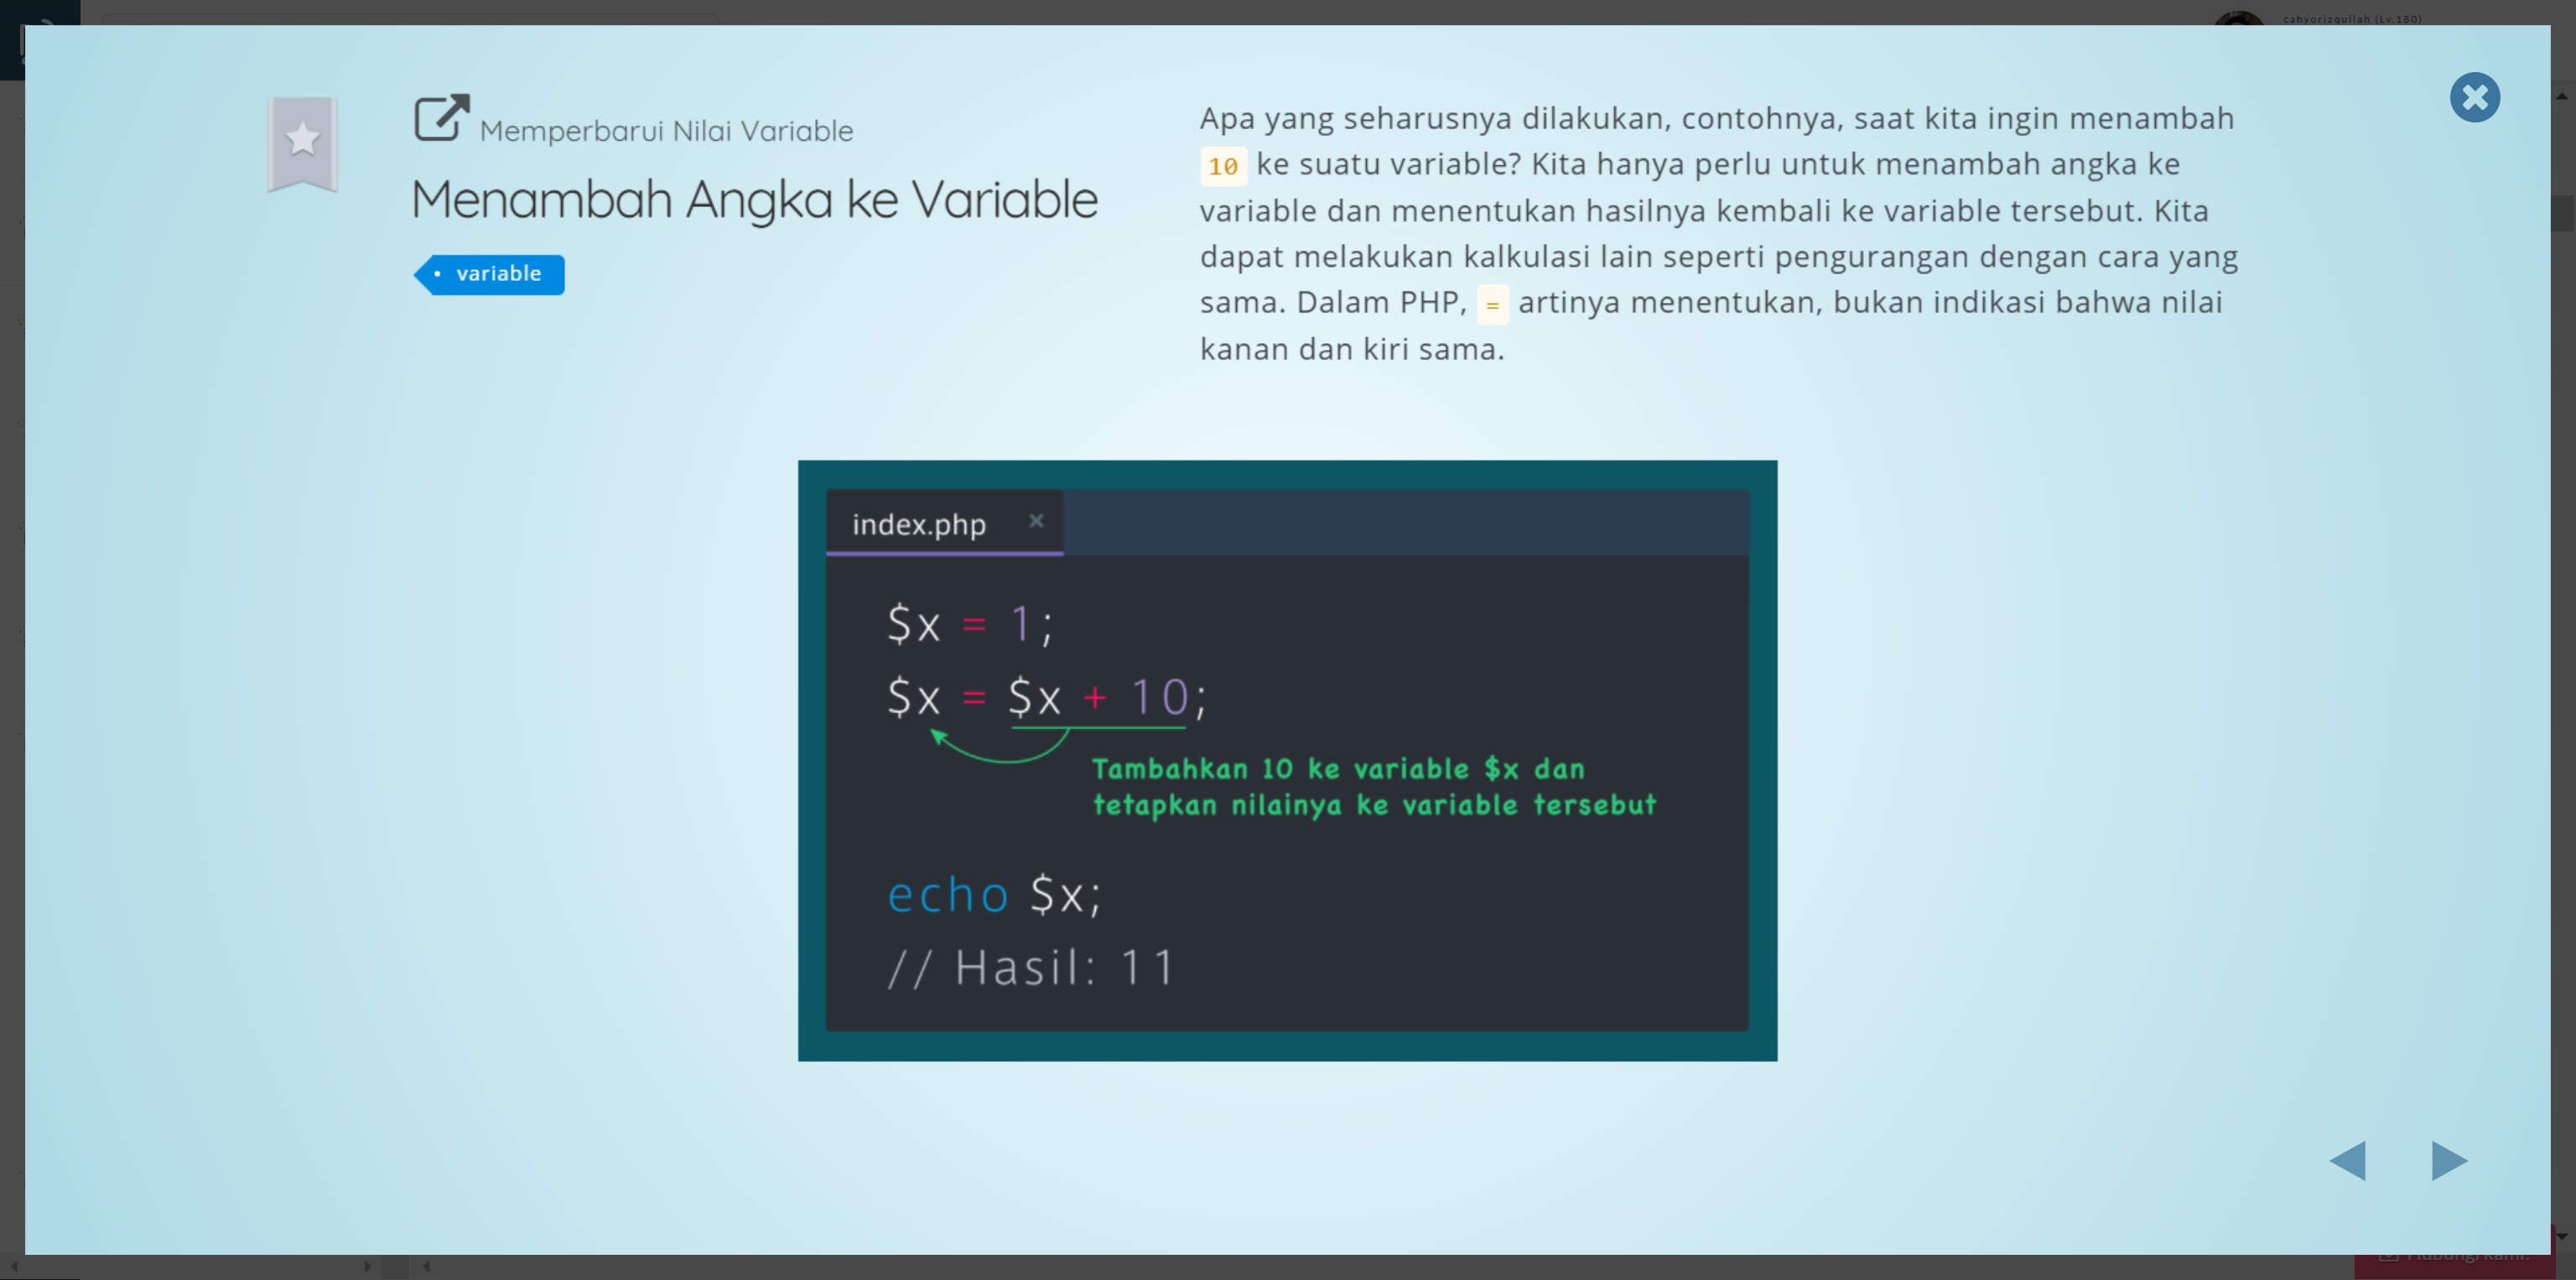 cahyorizqullah (Lv.180)
Memperbarui Nilai Variable
Menambah Angka ke Variable
• variable
Apa yang seharusnya dilakukan, contohnya, saat kita ingin menambah
10 ke suatu variable? Kita hanya perlu untuk menambah angka ke
variable dan menentukan hasilnya kembali ke variable tersebut. Kita
dapat melakukan kalkulasi lain seperti pengurangan dengan cara yang
sama. Dalam PHP, = artinya menentukan, bukan indikasi bahwa nilai
kanan dan kiri sama.
index.php ×
$x = 1;
$x = $x + 10;
Tambahkan 10 ke variable $x dan
tetapkan nilainya ke variable tersebut
echo $x;
// Hasil: 11